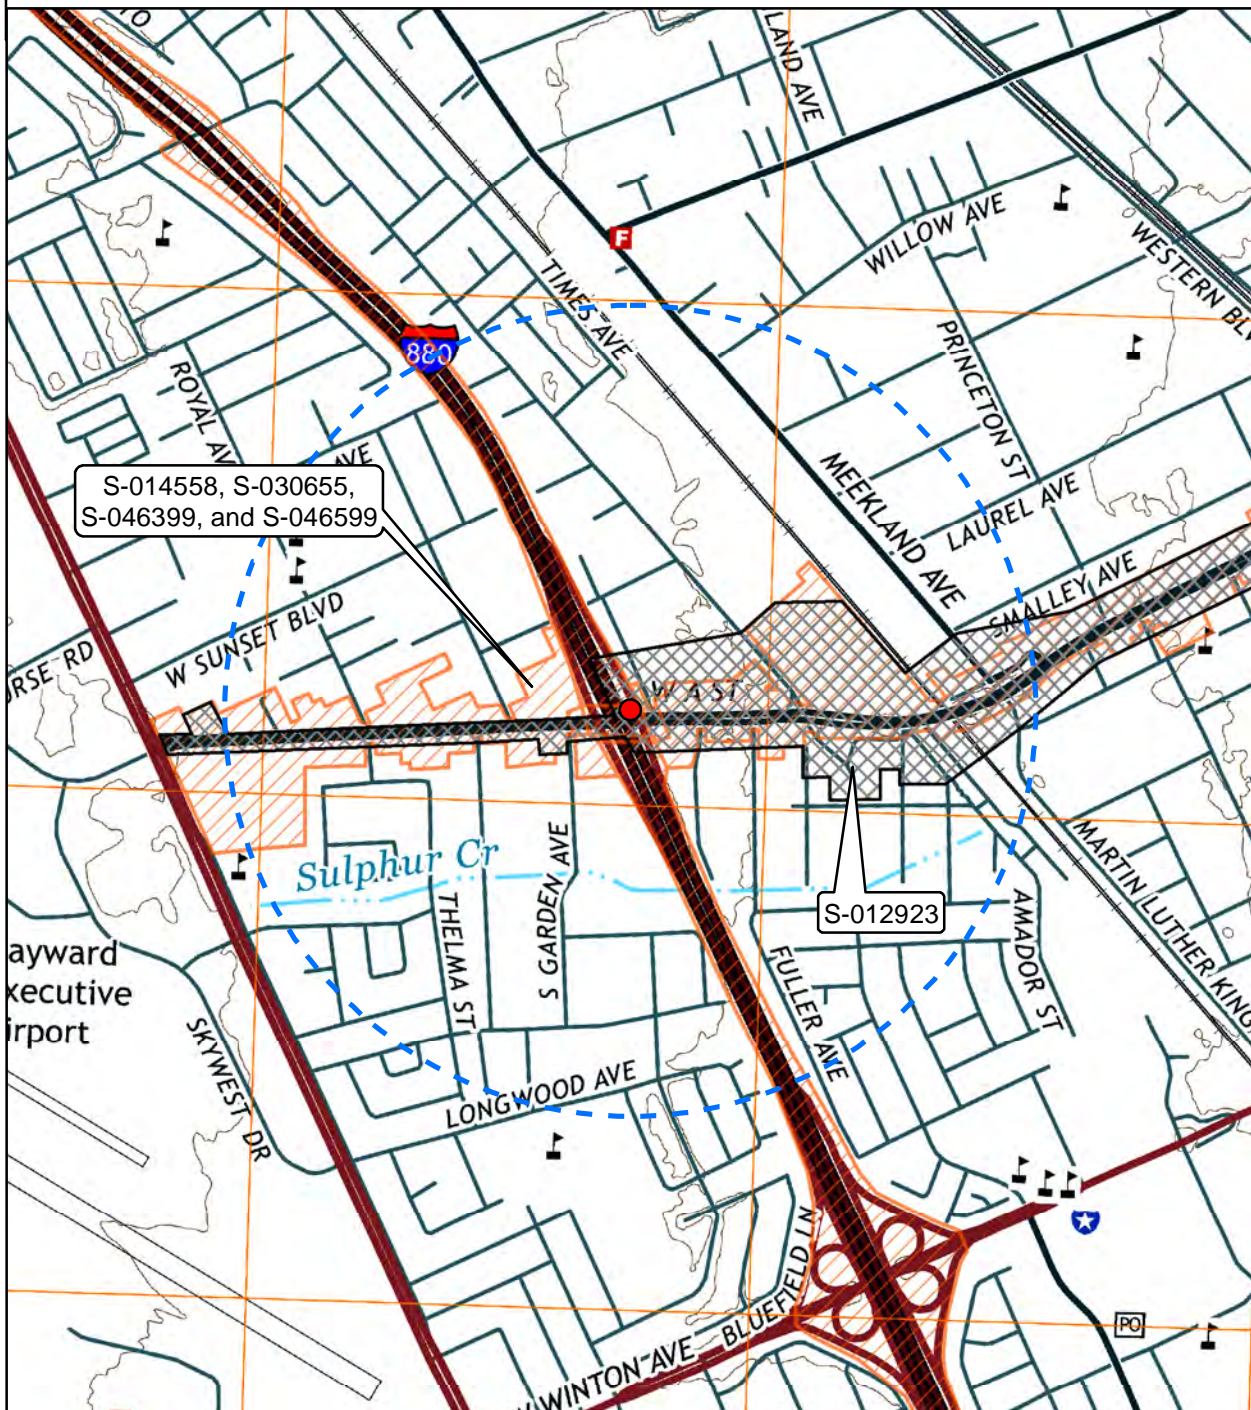 LAND AVE
WILLOW AVE
WESTERN BLV
F
TIMES AVE
880
PRINCETON ST
ROYAL AV
AVE
S-014558, S-030655,
S-046399, and S-046599
MEEKLAND AVE
LAUREL AVE
SMALLEY AVE
W SUNSET BLVD
URSE RD
W A ST
Sulphur Cr
S GARDEN AVE
THELMA ST
S-012923
MARTIN LUTHER KING
AMADOR ST
FULLER AVE
ayward
xecutive
irport
SKYWEST DR
LONGWOOD AVE
BLUEFIELD LN
WINTON AVE
PO